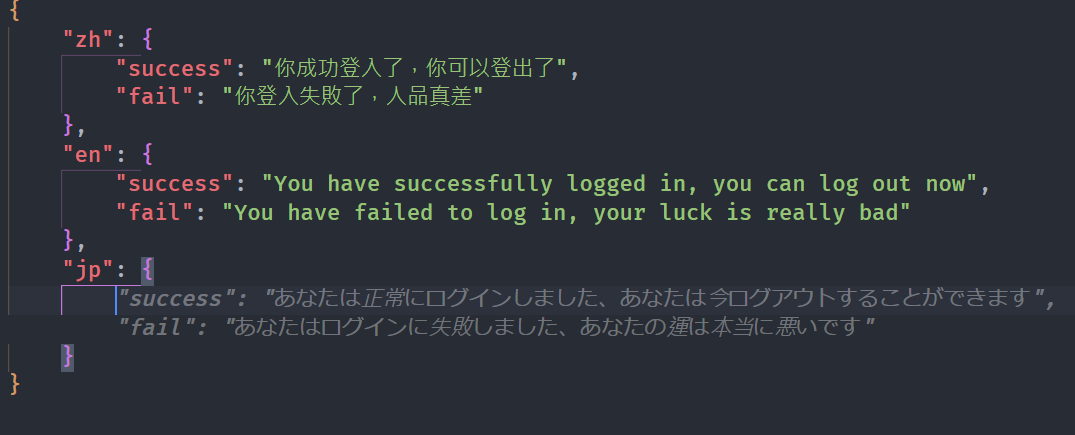 {
"zh": {
"success": "你成功登入了，你可以登出了",
"fail": "你登入失敗了，人品真差"
},
"en": {
"success": "You have successfully logged in, you can log out now",
"fail": "You have failed to log in, your luck is really bad"
},
"jp": {
"success": "あなたは正常にログインしました、あなたは今ログアウトすることができます",
"fail": "あなたはログインに失敗しました、あなたの運は本当に悪いです"
}
}